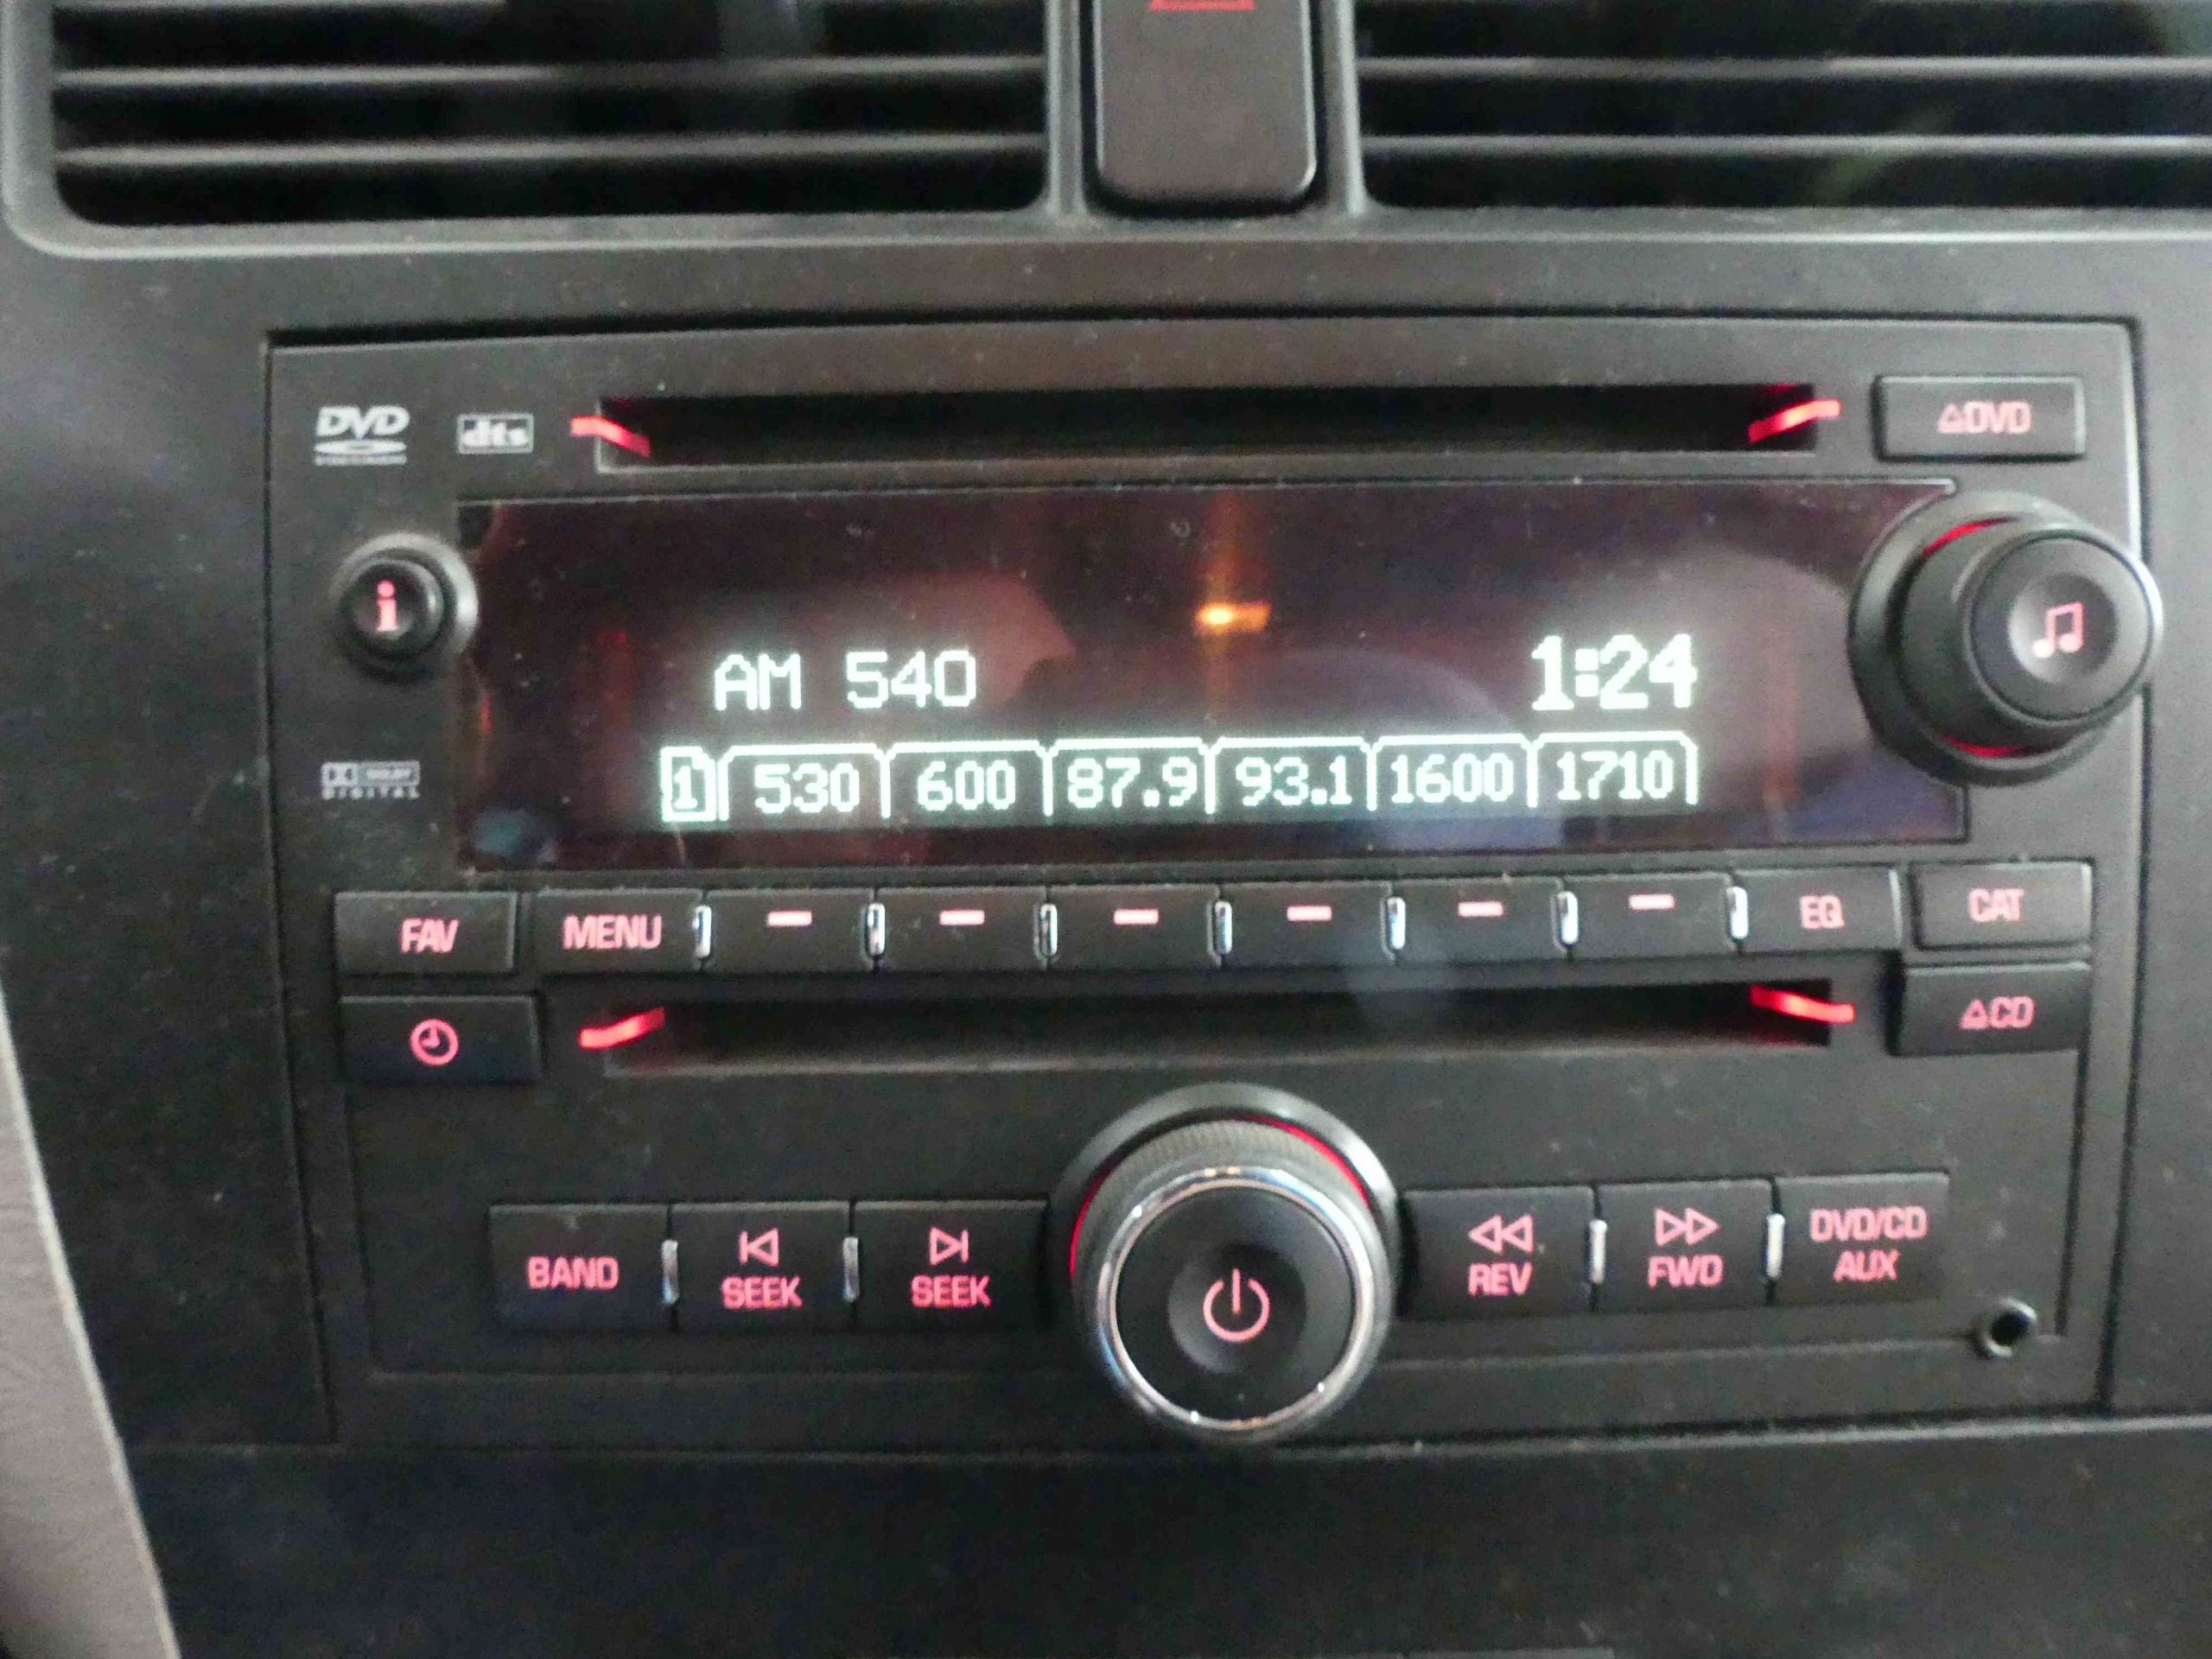 DVD
dts
DVD
i
AM 540 1:24
1 530 600 87.9 93.1 1600 1710
DIGITAL
FAV MENU EQ CAT
CD
BAND SEEK SEEK REV FWD DVD/CD
AUX